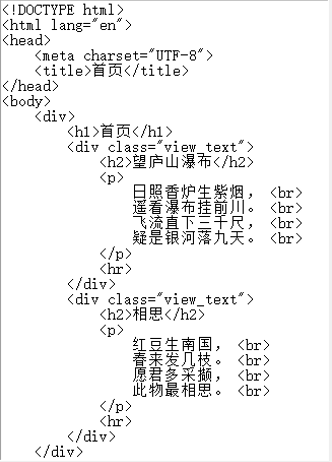 <!DOCTYPE html>
<html lang="en">
<head>
    <meta charset="UTF-8">
    <title>首页</title>
</head>
<body>
    <div>
        <h1>首页</h1>
        <div class="view_text">
            <h2>望庐山瀑布</h2>
            <p>
                日照香炉生紫烟， <br>
                遥看瀑布挂前川。 <br>
                飞流直下三千尺， <br>
                疑是银河落九天。 <br>
            </p>
            <hr>
        </div>
        <div class="view_text">
            <h2>相思</h2>
            <p>
                红豆生南国， <br>
                春来发几枝。 <br>
                愿君多采撷， <br>
                此物最相思。 <br>
            </p>
            <hr>
        </div>
    </div>